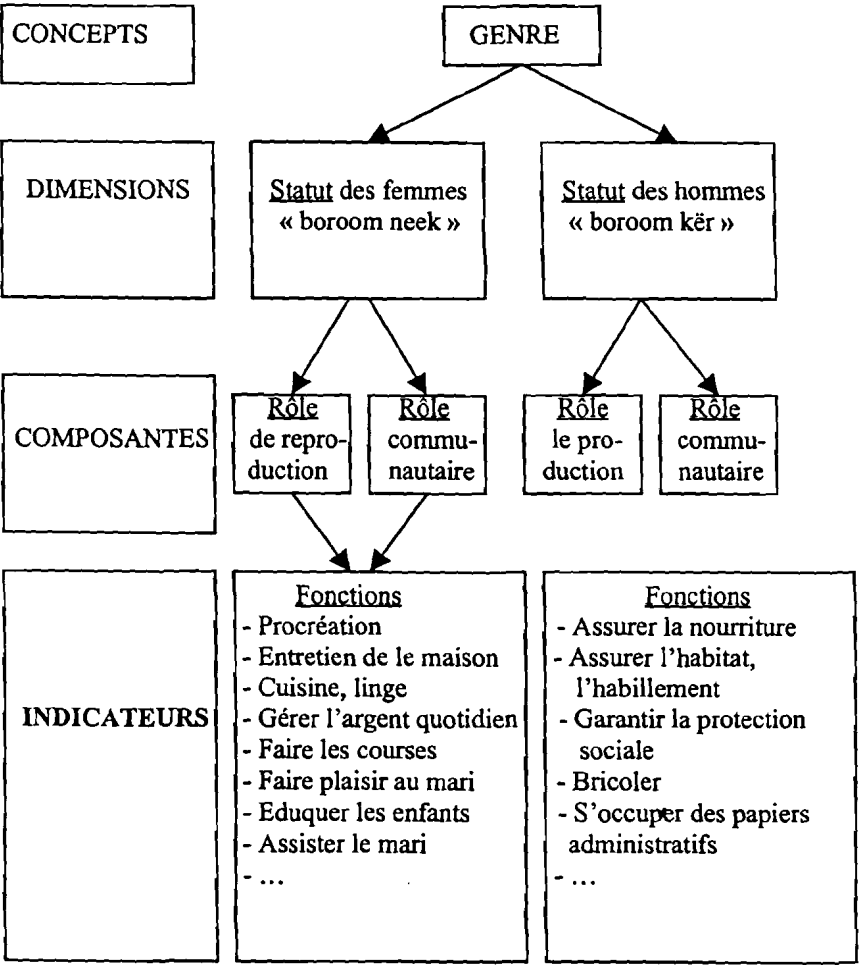 CONCEPTS
GENRE
DIMENSIONS
Statut des femmes
« boroom neek »
Statut des hommes
« boroom kër »
COMPOSANTES
Rôle
de repro-
duction
Rôle
commu-
nautaire
Rôle
le pro-
duction
Rôle
commu-
nautaire
INDICATEURS
Fonctions
- Procréation
- Entretien de le maison
- Cuisine, linge
- Gérer l'argent quotidien
- Faire les courses
- Faire plaisir au mari
- Eduquer les enfants
- Assister le mari
- ...
Fonctions
- Assurer la nourriture
- Assurer l'habitat,
l'habillement
- Garantir la protection
sociale
- Bricoler
- S'occuper des papiers
administratifs
- ...